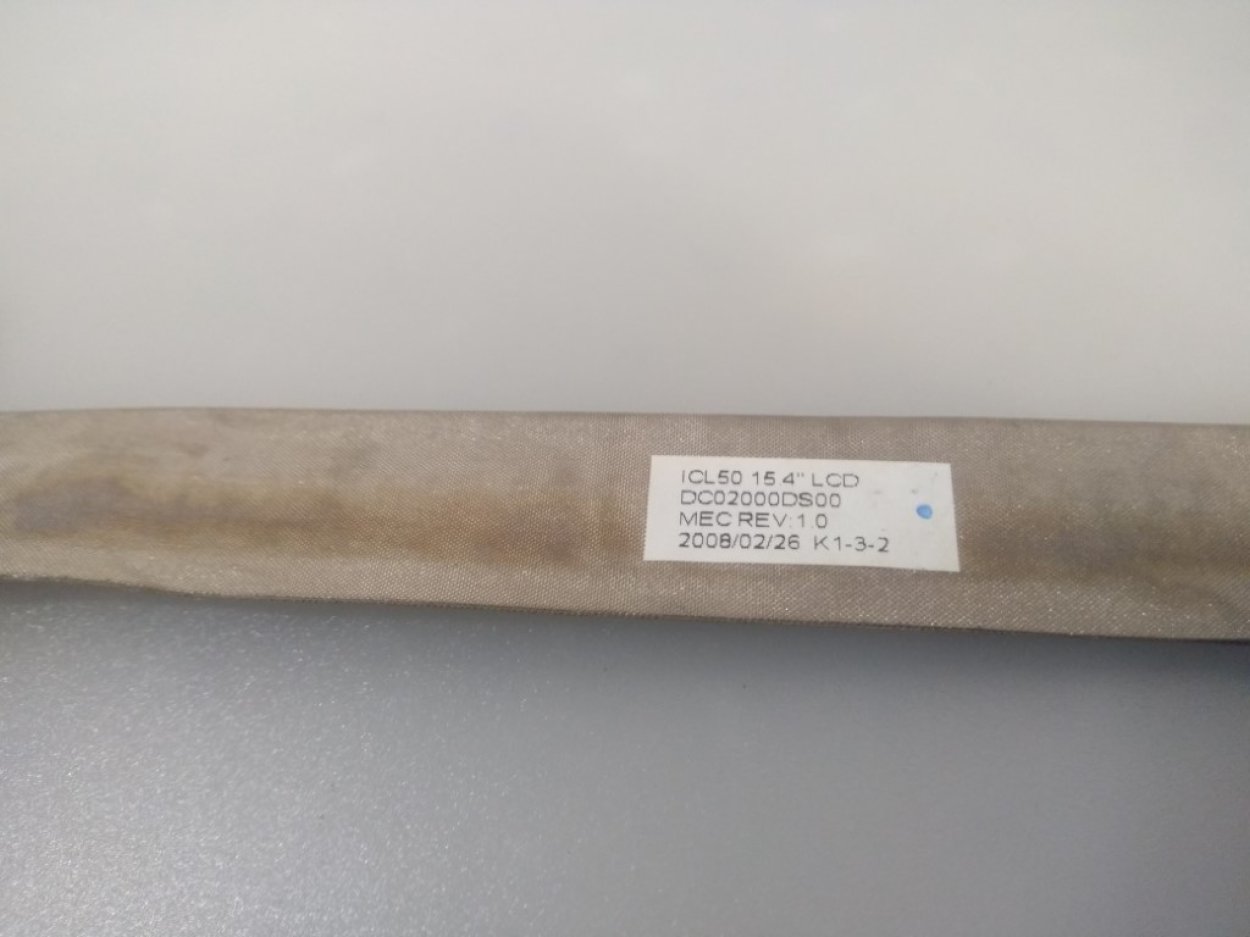 ICL50 15.4" LCD
DC02000DS00
MEC REV:1.0
2008/02/26 K1-3-2